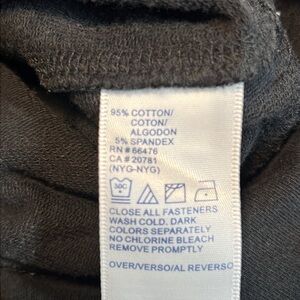 95% COTTON/
COTON/
ALGODON
5% SPANDEX
RN # 66476
CA # 20781
(NYG-NYG)
30C
CLOSE ALL FASTENERS
WASH COLD. DARK
COLORS SEPARATELY
NO CHLORINE BLEACH
REMOVE PROMPTLY
OVER/VERSO/AL REVERSO